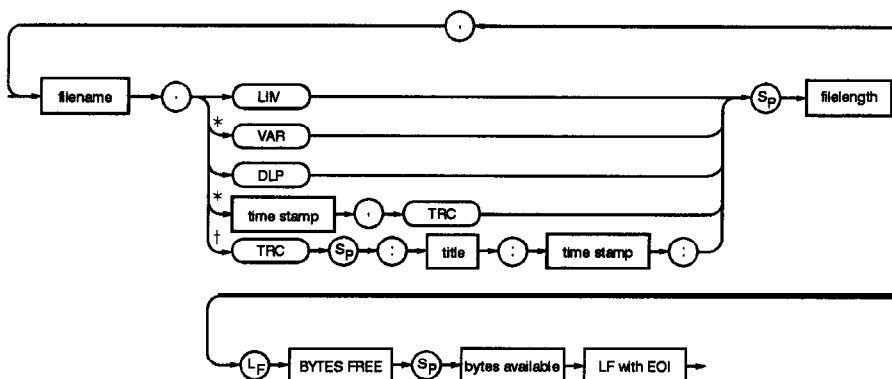 ,
filename . LIM SP filelength
* VAR
DLP
* time stamp , TRC
† TRC SP : title : time stamp :
LF BYTES FREE SP bytes available LF with EOI